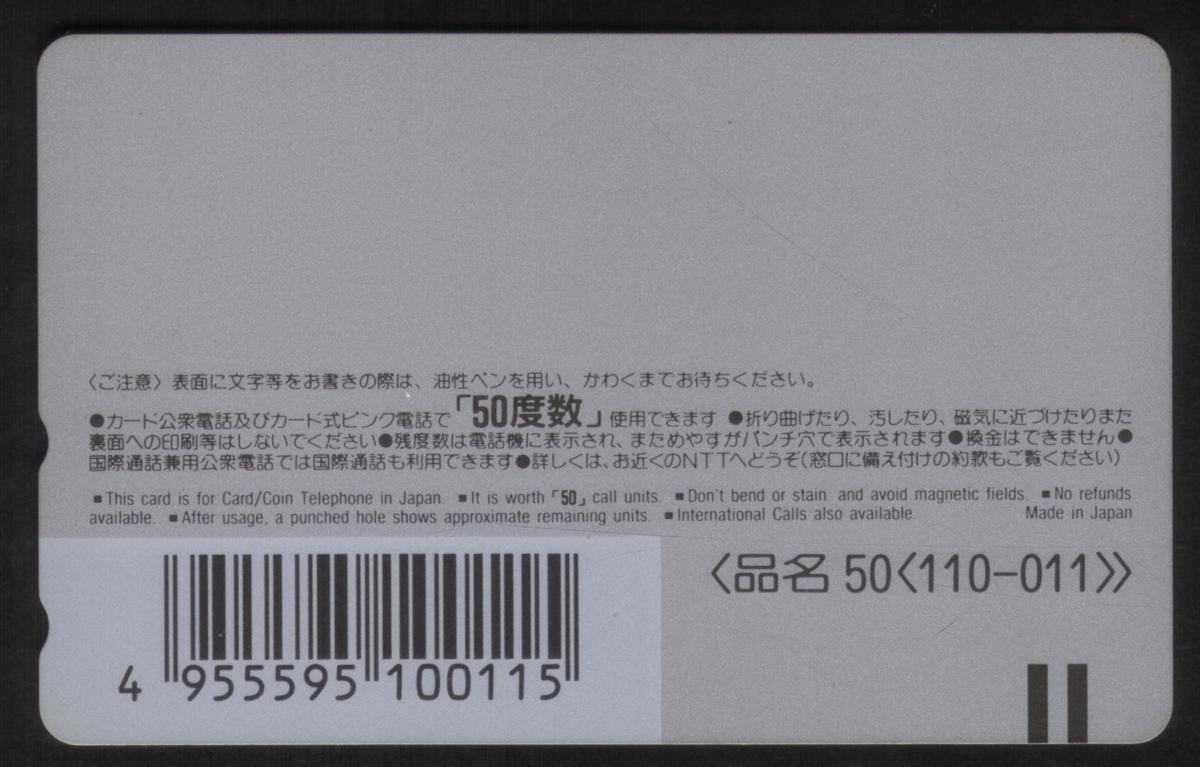 〈ご注意〉表面に文字等をお書きの際は、油性ペンを用い、かわくまでお待ちください。
●カード公衆電話及びカード式ピンク電話で「50度数」使用できます ●折り曲げたり、汚したり、磁気に近づけたりまた
裏面への印刷等はしないでください●残度数は電話機に表示され、まためやすがパンチ穴で表示されます●換金はできません●
国際通話兼用公衆電話では国際通話も利用できます●詳しくは、お近くのNTTへどうぞ(窓口に備え付けの約款もご覧ください)
■This card is for Card/Coin Telephone in Japan. ■It is worth「50」call units. ■Don't bend or stain and avoid magnetic fields. ■No refunds
available. ■After usage, a punched hole shows approximate remaining units. ■International Calls also available. Made in Japan
〈品名 50〈110-011〉〉
4 955595 100115